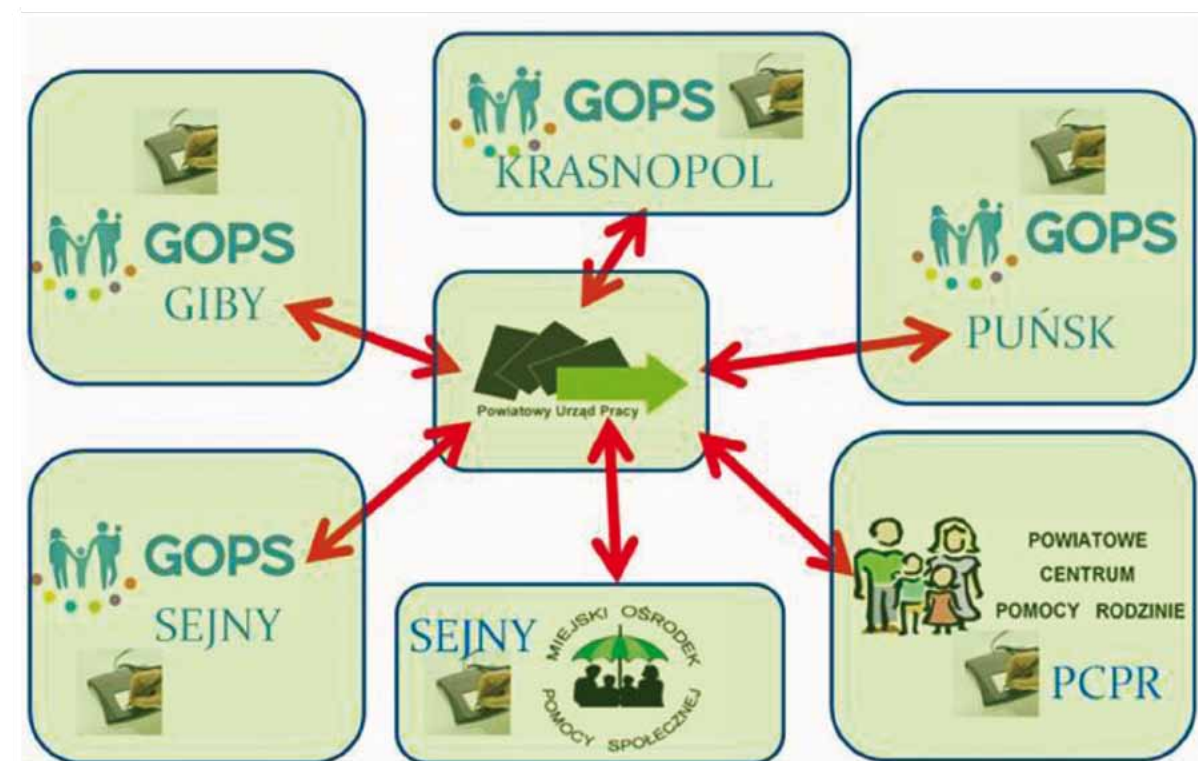 GOPS
KRASNOPOL
GOPS
GIBY
GOPS
PUŃSK
Powiatowy Urząd Pracy
GOPS
SEJNY
SEJNY
MIEJSKI OŚRODEK
POMOCY SPOŁECZNEJ
POWIATOWE
CENTRUM
POMOCY RODZINIE
PCPR